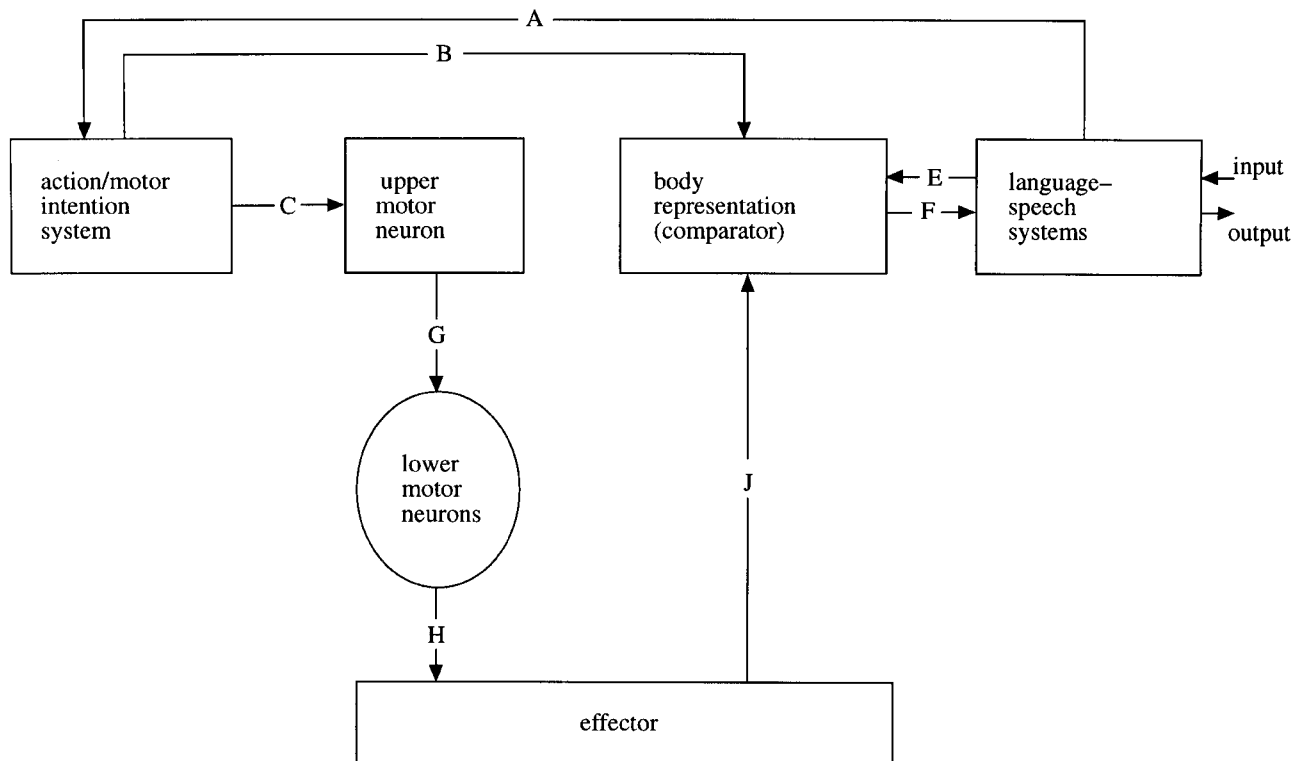 A
B
action/motor
intention
system
C
upper
motor
neuron
body
representation
(comparator)
E
F
language–
speech
systems
input
output
G
lower
motor
neurons
J
H
effector